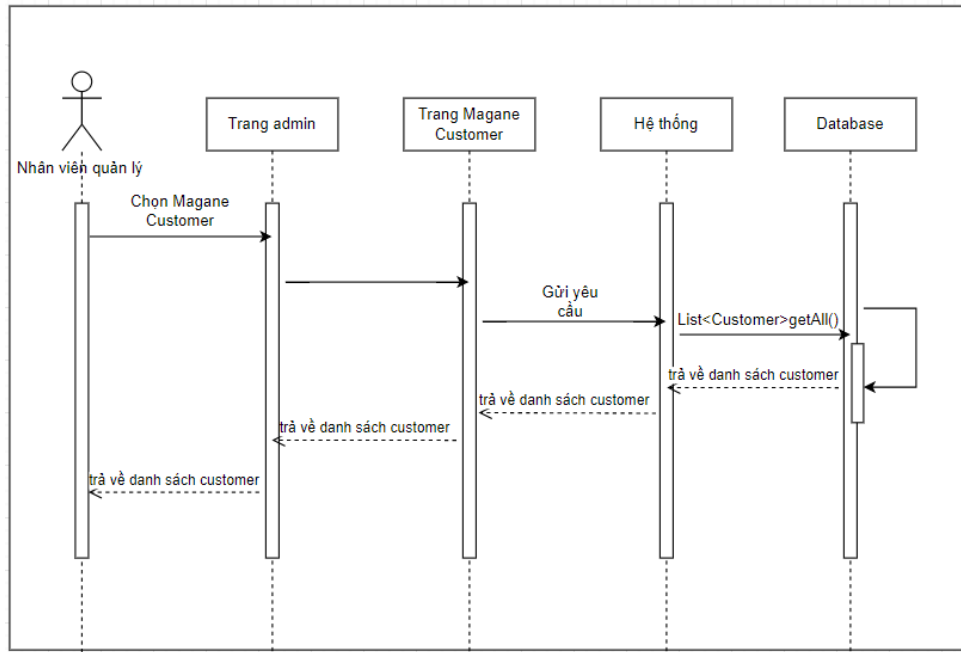 Nhân viên quản lý
Trang admin
Trang Magane
Customer
Hệ thống
Database
Chọn Magane
Customer
Gửi yêu
cầu
List<Customer>getAll()
trả về danh sách customer
trả về danh sách customer
trả về danh sách customer
trả về danh sách customer